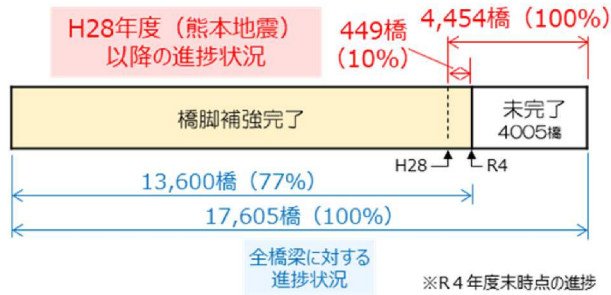 H28年度（熊本地震）
以降の進捗状況
449橋
（10%）
4,454橋（100%）
橋脚補強完了
未完了
4005橋
H28
R4
13,600橋（77%）
17,605橋（100%）
全橋梁に対する
進捗状況
※R４年度末時点の進捗